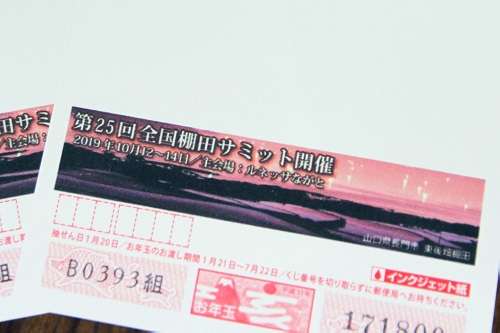 第25回全国棚田サミット開催
2019年10月12～14日／主会場：ルネッサながと
山口県長門市 東後畑棚田
抽せん日1月20日／お年玉のお渡し期間1月21日～7月22日／くじ番号を切り取らずに郵便局へお持ちください。
インクジェット紙
B0393組
お年玉
平成31年